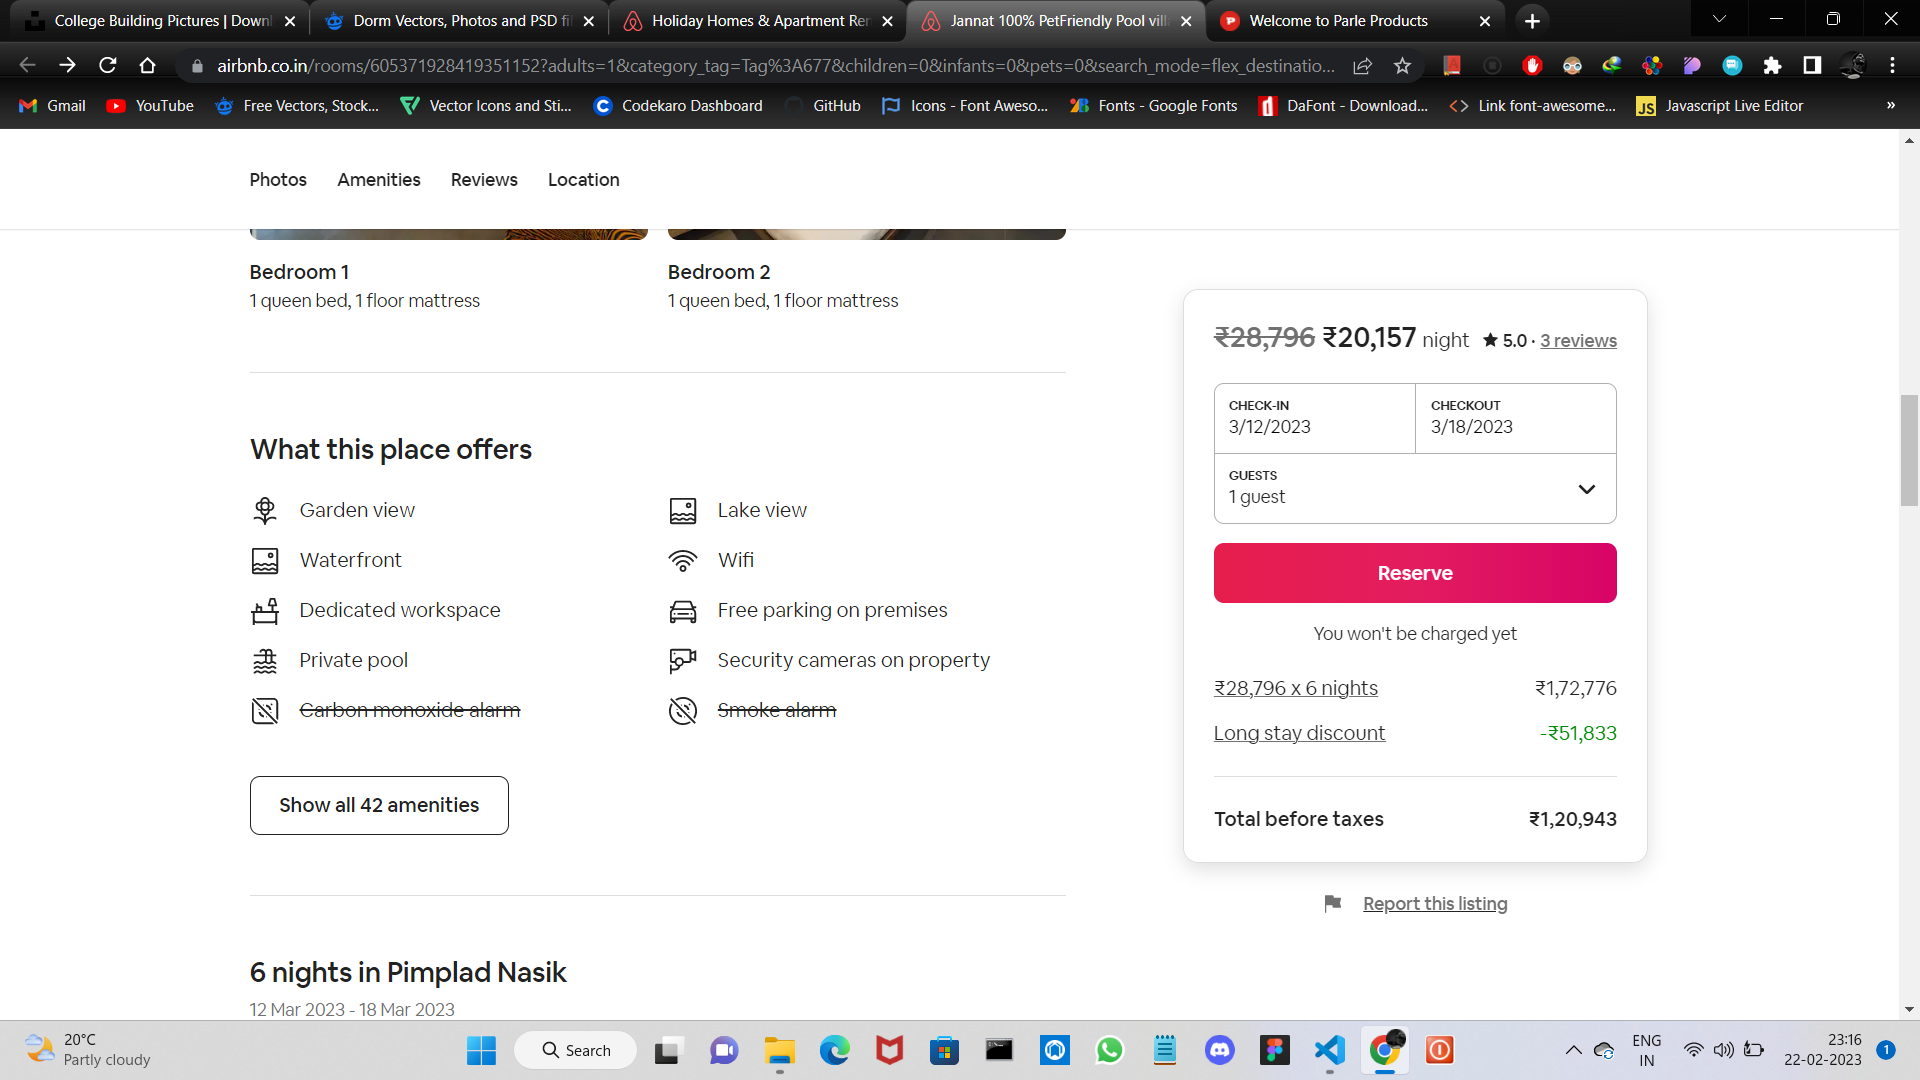 College Building Pictures | Downl
Dorm Vectors, Photos and PSD fil
Holiday Homes & Apartment Ren
Jannat 100% PetFriendly Pool villa
Welcome to Parle Products
airbnb.co.in/rooms/605371928419351152?adults=1&category_tag=Tag%3A677&children=0&infants=0&pets=0&search_mode=flex_destinatio...
Gmail
YouTube
Free Vectors, Stock...
Vector Icons and Sti...
Codekaro Dashboard
GitHub
Icons - Font Aweso...
Fonts - Google Fonts
DaFont - Download...
Link font-awesome...
JS
Javascript Live Editor
»
Photos
Amenities
Reviews
Location
Bedroom 1
1 queen bed, 1 floor mattress
Bedroom 2
1 queen bed, 1 floor mattress
What this place offers
Garden view
Lake view
Waterfront
Wifi
Dedicated workspace
Free parking on premises
Private pool
Security cameras on property
Carbon monoxide alarm
Smoke alarm
Show all 42 amenities
6 nights in Pimplad Nasik
12 Mar 2023 - 18 Mar 2023
₹28,796 ₹20,157 night
5.0 · 3 reviews
CHECK-IN
3/12/2023
CHECKOUT
3/18/2023
GUESTS
1 guest
Reserve
You won't be charged yet
₹28,796 x 6 nights ₹1,72,776
Long stay discount -₹51,833
Total before taxes ₹1,20,943
Report this listing
20°C
Partly cloudy
Search
ENG
IN
23:16
22-02-2023
1